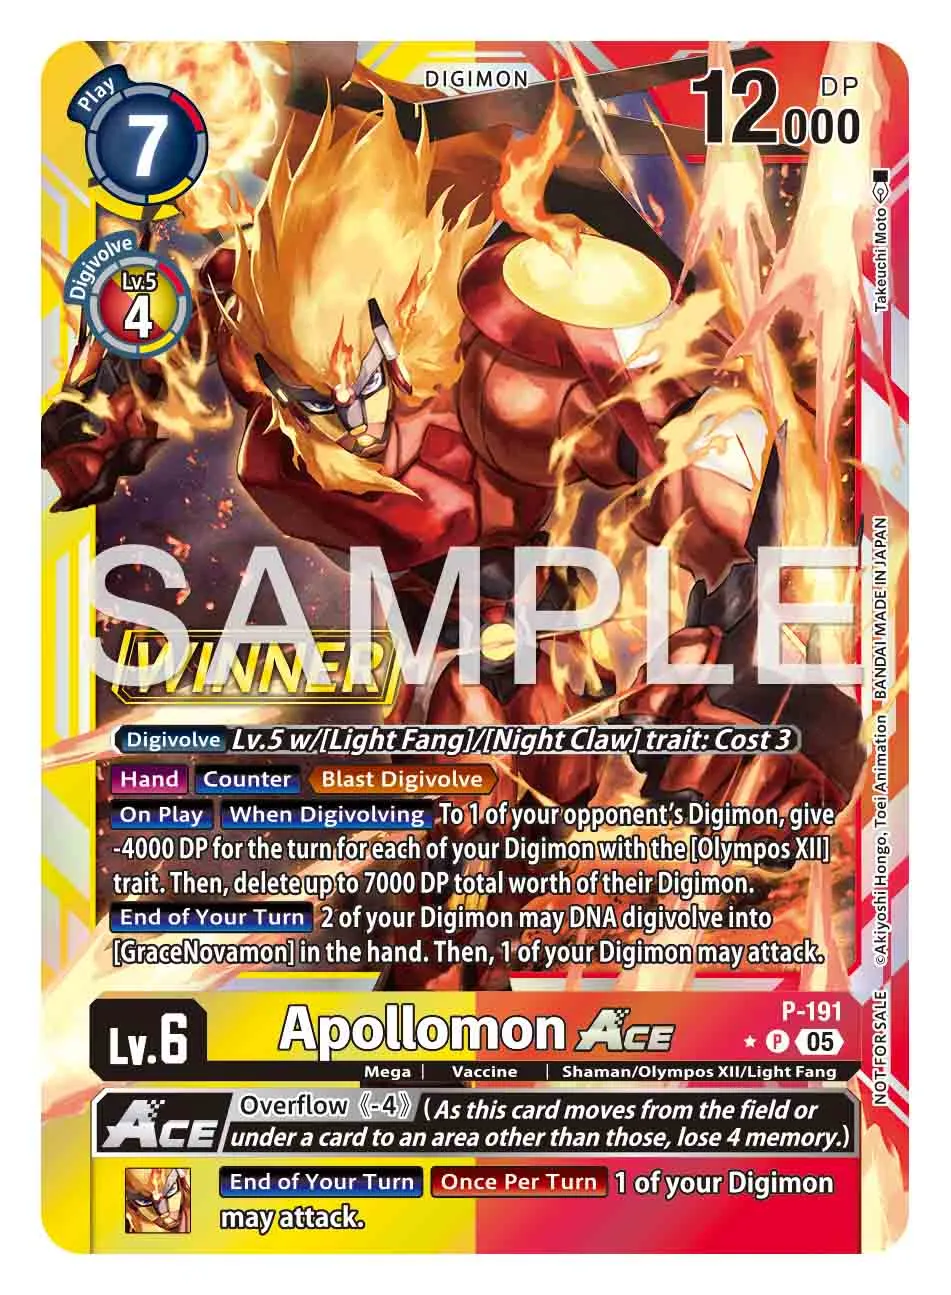 DIGIMON
Play
7
12000
DP
Digivolve
Lv.5
4
Takeuchi Moto
SAMPLE
WINNER
Digivolve Lv.5 w/[Light Fang]/[Night Claw] trait: Cost 3
Hand Counter Blast Digivolve
On Play When Digivolving To 1 of your opponent's Digimon, give
-4000 DP for the turn for each of your Digimon with the [Olympos XII]
trait. Then, delete up to 7000 DP total worth of their Digimon.
End of Your Turn 2 of your Digimon may DNA digivolve into
[GraceNovamon] in the hand. Then, 1 of your Digimon may attack.
©Akiyoshi Hongo, Toei Animation BANDAI MADE IN JAPAN
NOT FOR SALE
Lv.6
Apollomon ACE
P-191
P 05
Mega | Vaccine | Shaman/Olympos XII/Light Fang
ACE
Overflow 《-4》 (As this card moves from the field or
under a card to an area other than those, lose 4 memory.)
End of Your Turn Once Per Turn 1 of your Digimon
may attack.